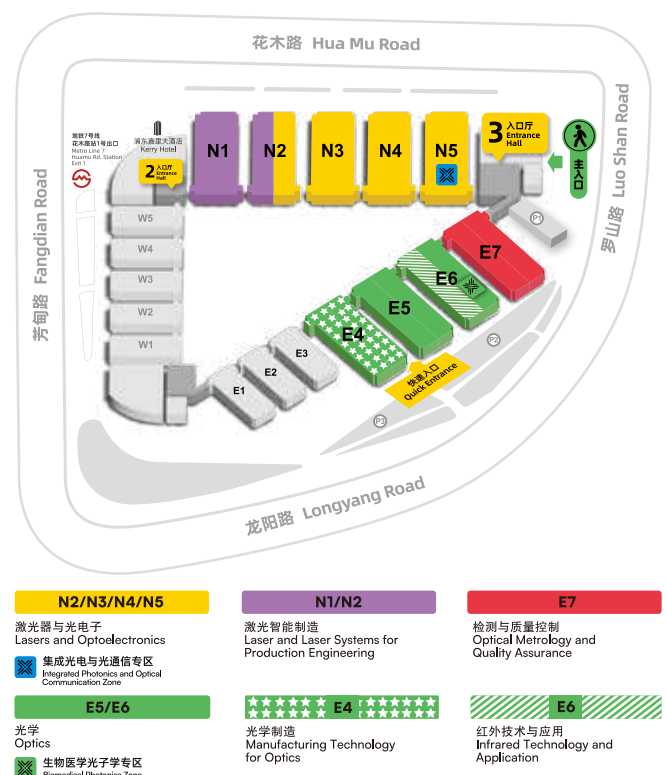 花木路 Hua Mu Road
地铁7号线
花木路站1号出口
Metro Line 7
Huamu Rd. Station
Exit 1
浦东嘉里大酒店
Kerry Hotel
2 入口厅
Entrance
Hall
N1
N2
N3
N4
N5
3 入口厅
Entrance
Hall
主入口
罗山路 Luo Shan Road
芳甸路 Fangdian Road
W5
W4
W3
W2
W1
P1
E7
E6
E5
E4
E3
E2
E1
P2
快速入口
Quick Entrance
P3
龙阳路 Longyang Road
N2/N3/N4/N5
激光器与光电子
Lasers and Optoelectronics
集成光电与光通信专区
Integrated Photonics and Optical
Communication Zone
N1/N2
激光智能制造
Laser and Laser Systems for
Production Engineering
E7
检测与质量控制
Optical Metrology and
Quality Assurance
E5/E6
光学
Optics
生物医学光子学专区
Biomedical Photonics Zone
E4
光学制造
Manufacturing Technology
for Optics
E6
红外技术与应用
Infrared Technology and
Application